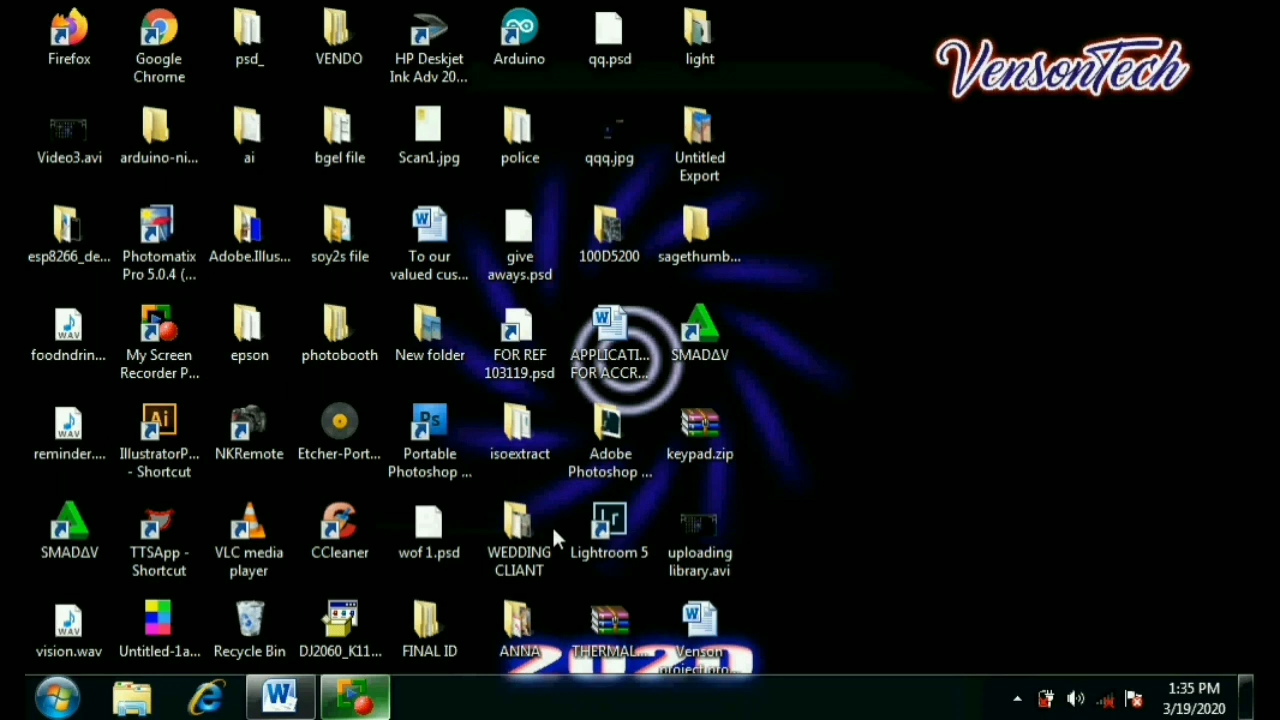 VensonTech
Firefox
Google
Chrome
psd_
VENDO
HP Deskjet
Ink Adv 20...
Arduino
qq.psd
light
Video3.avi
arduino-ni...
ai
bgel file
Scan1.jpg
police
qqq.jpg
Untitled
Export
esp8266_de...
Photomatix
Pro 5.0.4 (...
Adobe.Illus...
soy2s file
To our
valued cus...
give
aways.psd
100D5200
sagethumb...
foodndrin...
My Screen
Recorder P...
epson
photobooth
New folder
FOR REF
103119.psd
APPLICATI...
FOR ACCR...
SMADΔV
reminder....
IllustratorP...
- Shortcut
NKRemote
Etcher-Port...
Portable
Photoshop ...
isoextract
Adobe
Photoshop ...
keypad.zip
SMADΔV
TTSApp -
Shortcut
VLC media
player
CCleaner
wof 1.psd
WEDDING
CLIANT
Lightroom 5
uploading
library.avi
vision.wav
Untitled-1a...
Recycle Bin
DJ2060_K11...
FINAL ID
ANNA
THERMAL...
Venson
project pro...
2020
1:35 PM
3/19/2020